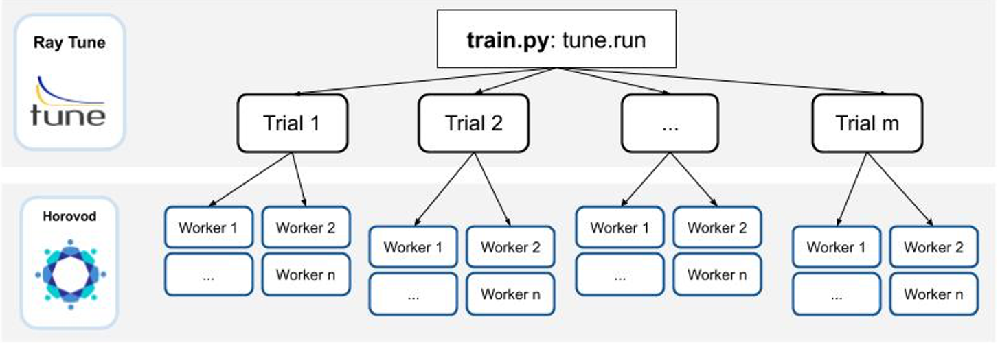 Ray Tune
tune
train.py: tune.run
Trial 1
Trial 2
...
Trial m
Horovod
Worker 1
Worker 2
...
Worker n
Worker 1
Worker 2
...
Worker n
Worker 1
Worker 2
...
Worker n
Worker 1
Worker 2
...
Worker n